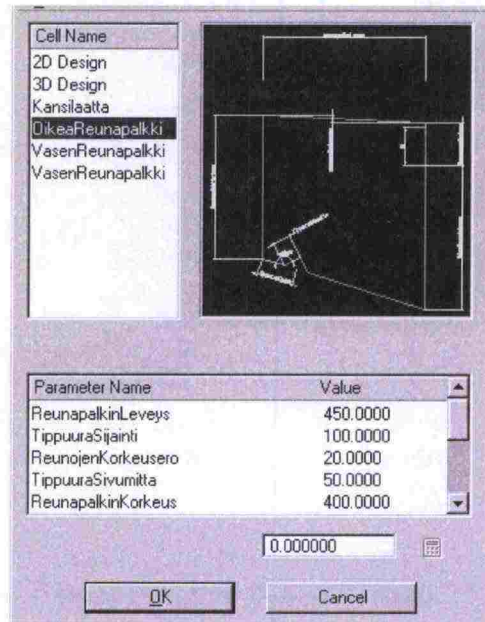 Cell Name
2D Design
3D Design
Kansilaatta
OikeaReunapalkki
VasenReunapalkki
VasenReunapalkki
Parameter Name Value
ReunapalkinLeveys 450.0000
TippuuraSijainti 100.0000
ReunojenKorkeusero 20.0000
TippuuraSivumitta 50.0000
ReunapalkinKorkeus 400.0000
0.000000
OK Cancel